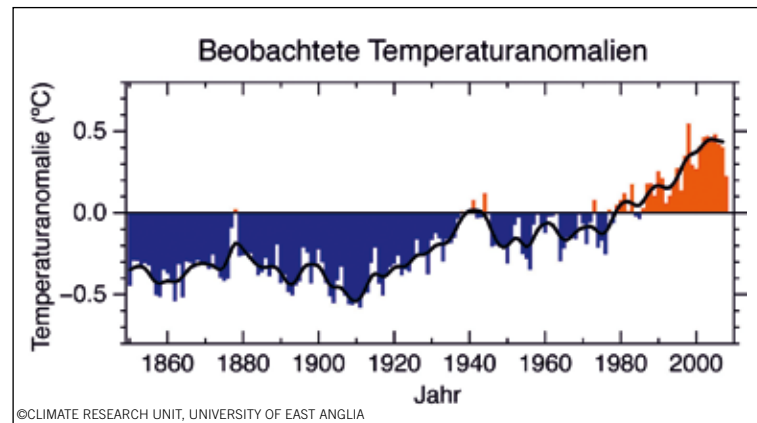 Beobachtete Temperaturanomalien
Temperaturanomalie (ºC)
0.5
0.0
−0.5
1860 1880 1900 1920 1940 1960 1980 2000
Jahr
©CLIMATE RESEARCH UNIT, UNIVERSITY OF EAST ANGLIA